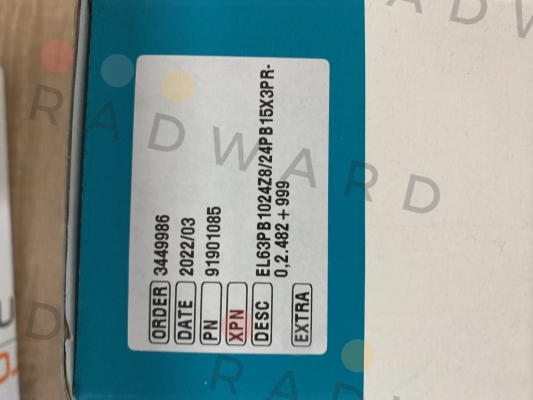 ORDER 3449986
DATE 2022/03
PN 91901085
XPN
DESC EL63PB1024Z8/24PB15X3PR-
0,2.482+999
EXTRA
RADWARD